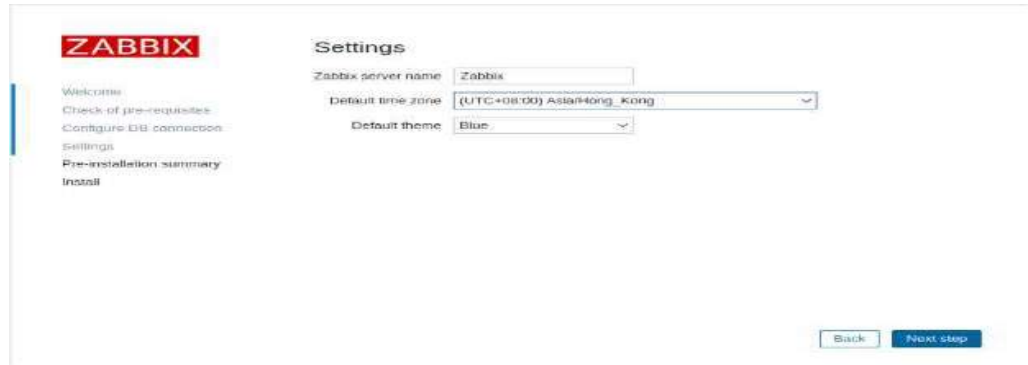 ZABBIX
Settings
Zabbix server name Zabbix
Default time zone (UTC+08:00) Asia/Hong_Kong
Default theme Blue
Welcome
Check of pre-requisites
Configure DB connection
Settings
Pre-installation summary
Install
Back Next step